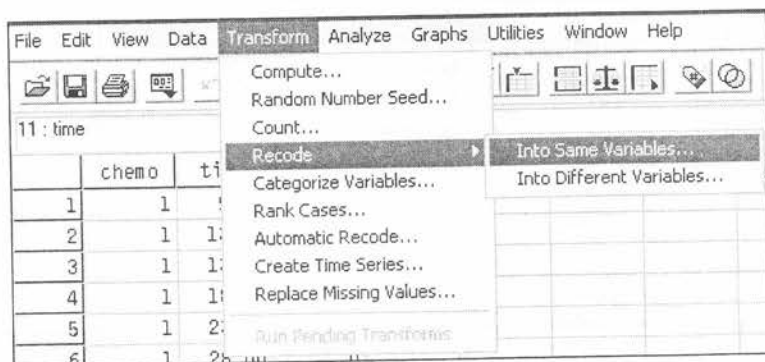 File Edit View Data Transform Analyze Graphs Utilities Window Help
11 : time
Compute...
Random Number Seed...
Count...
Recode
Categorize Variables...
Rank Cases...
Automatic Recode...
Create Time Series...
Replace Missing Values...
Run Pending Transforms
Into Same Variables...
Into Different Variables...
chemo
1 1
2 1
3 1
4 1
5 1
6 1